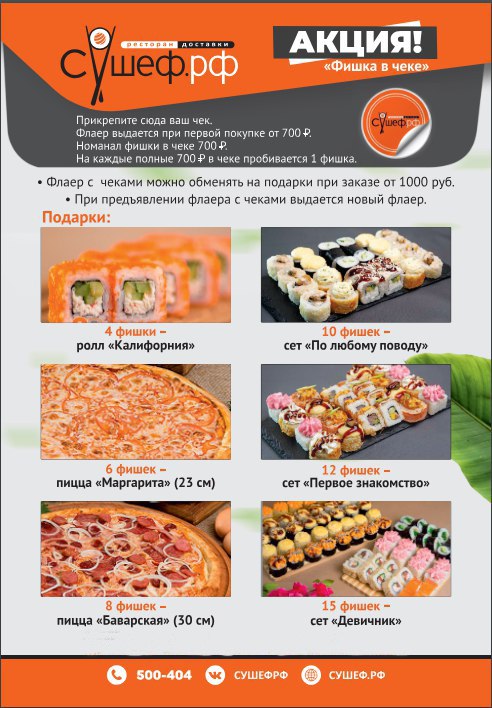 ресторан доставки
сушеф.рф
АКЦИЯ!
«Фишка в чеке»
Прикрепите сюда ваш чек.
Флаер выдается при первой покупке от 700 ₽.
Номанал фишки в чеке 700 ₽.
На каждые полные 700 ₽ в чеке пробивается 1 фишка.
сушеф.рф
• Флаер с чеками можно обменять на подарки при заказе от 1000 руб.
• При предъявлении флаера с чеками выдается новый флаер.
Подарки:
4 фишки –
ролл «Калифорния»
10 фишек –
сет «По любому поводу»
6 фишек –
пицца «Маргарита» (23 см)
12 фишек –
сет «Первое знакомство»
8 фишек –
пицца «Баварская» (30 см)
15 фишек –
сет «Девичник»
500-404 СУШЕФРФ СУШЕФ.РФ